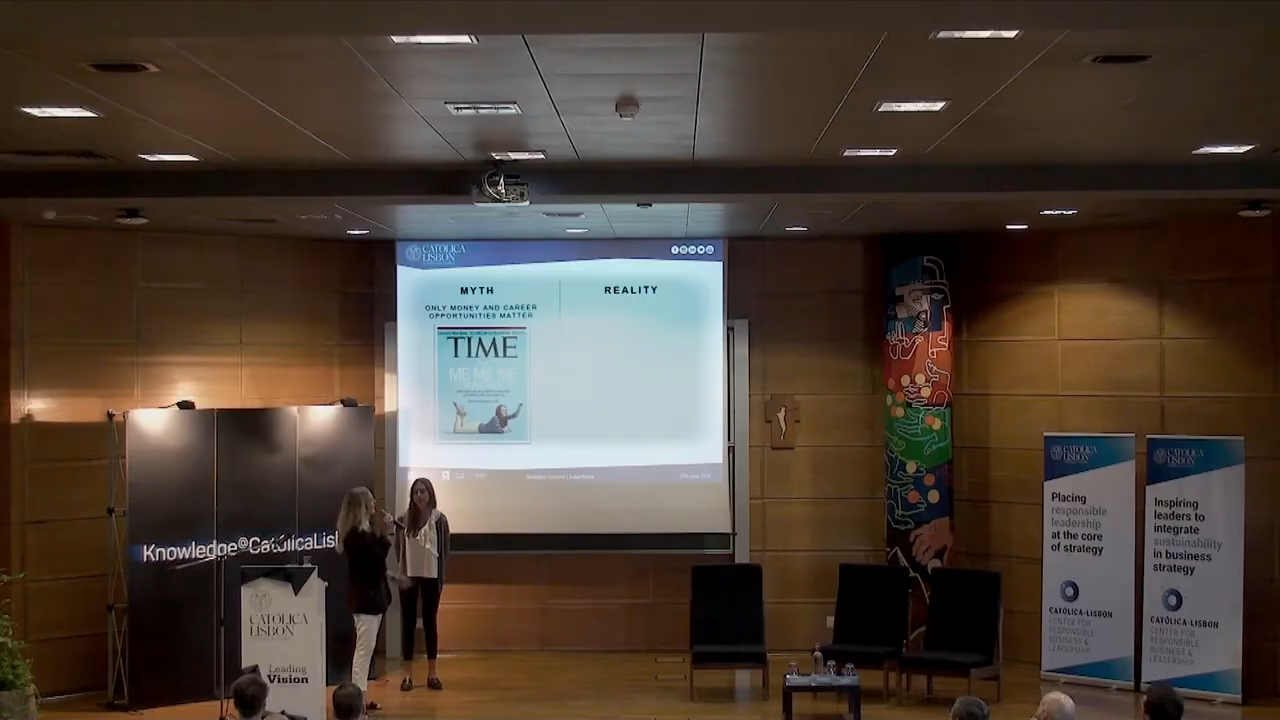 CATÓLICA
LISBON
MYTH
REALITY
ONLY MONEY AND CAREER
OPPORTUNITIES MATTER
TIME
ME ME ME
Knowledge@CatólicaLis
CATÓLICA
LISBON
Leading
Vision
CATÓLICA
LISBON
Placing
responsible
leadership
at the core
of strategy
CATÓLICA-LISBON
CENTER FOR
RESPONSIBLE
BUSINESS &
LEADERSHIP
CATÓLICA
LISBON
Inspiring
leaders to
integrate
sustainability
in business
strategy
CATÓLICA-LISBON
CENTER FOR
RESPONSIBLE
BUSINESS &
LEADERSHIP